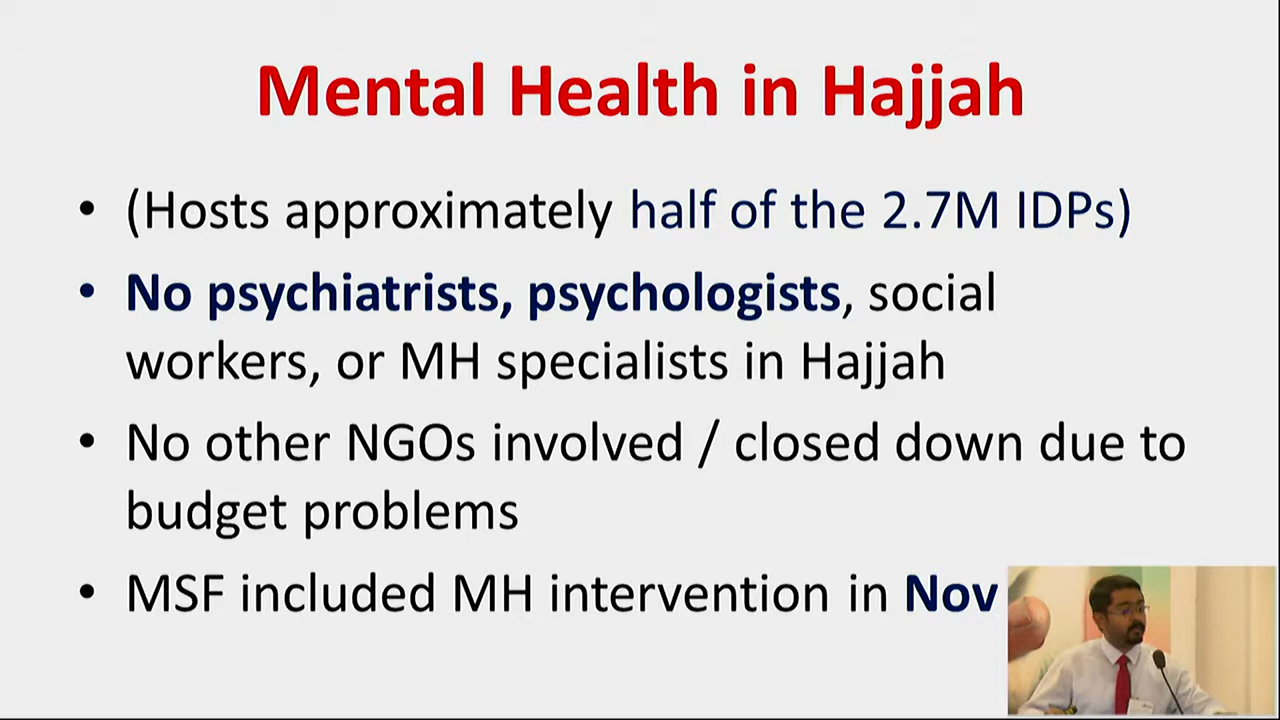 Mental Health in Hajjah
• (Hosts approximately half of the 2.7M IDPs)
• No psychiatrists, psychologists, social
workers, or MH specialists in Hajjah
• No other NGOs involved / closed down due to
budget problems
• MSF included MH intervention in Nov